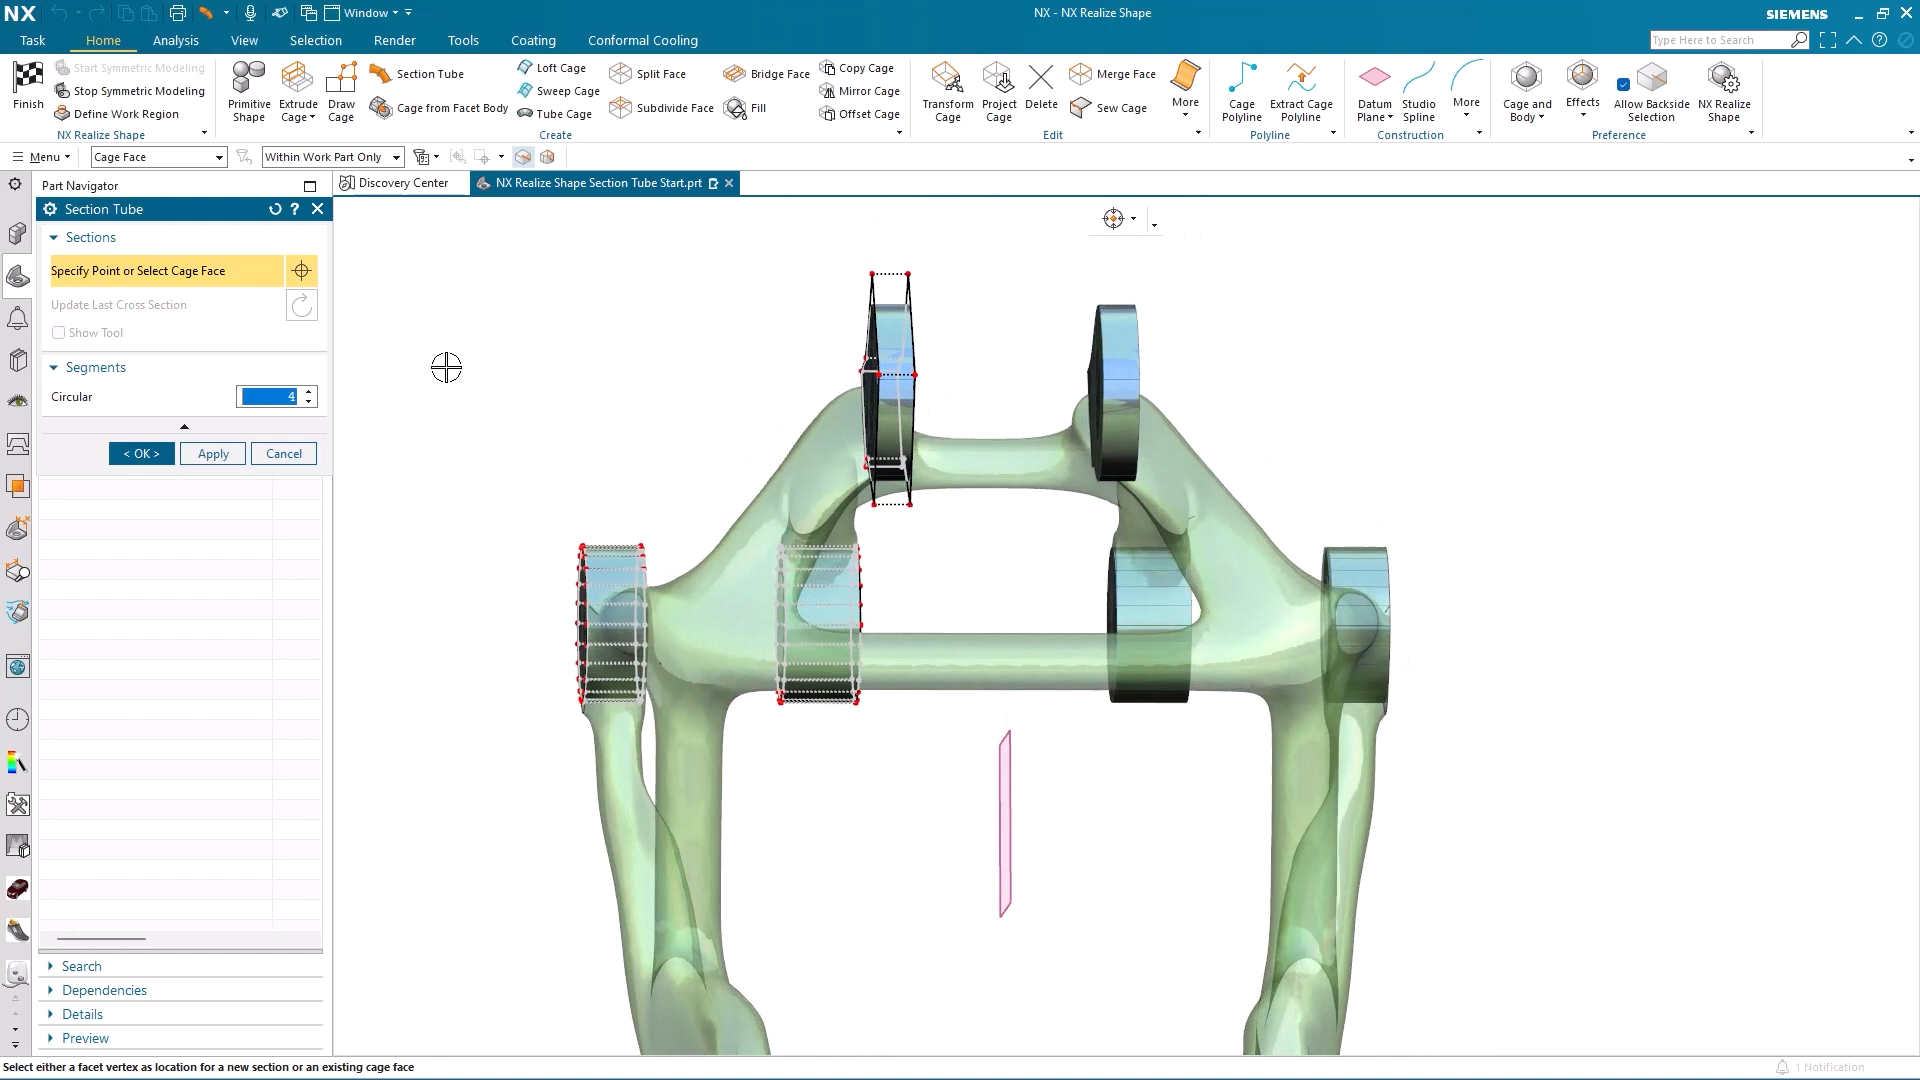 NX
Window
NX - NX Realize Shape
SIEMENS
Task
Home
Analysis
View
Selection
Render
Tools
Coating
Conformal Cooling
Type Here to Search
Start Symmetric Modeling
Stop Symmetric Modeling
Define Work Region
Finish
NX Realize Shape
Primitive
Shape
Extrude
Cage
Draw
Cage
Section Tube
Cage from Facet Body
Loft Cage
Sweep Cage
Tube Cage
Split Face
Subdivide Face
Bridge Face
Fill
Copy Cage
Mirror Cage
Offset Cage
Create
Transform
Cage
Project
Cage
Delete
Merge Face
Sew Cage
More
Edit
Cage
Polyline
Extract Cage
Polyline
Polyline
Datum
Plane
Studio
Spline
More
Construction
Cage and
Body
Effects
Allow Backside
Selection
NX Realize
Shape
Preference
Menu
Cage Face
Within Work Part Only
Discovery Center
NX Realize Shape Section Tube Start.prt
Part Navigator
Section Tube
Sections
Specify Point or Select Cage Face
Update Last Cross Section
Show Tool
Segments
Circular
4
< OK >
Apply
Cancel
Search
Dependencies
Details
Preview
Select either a facet vertex as location for a new section or an existing cage face
1 Notification